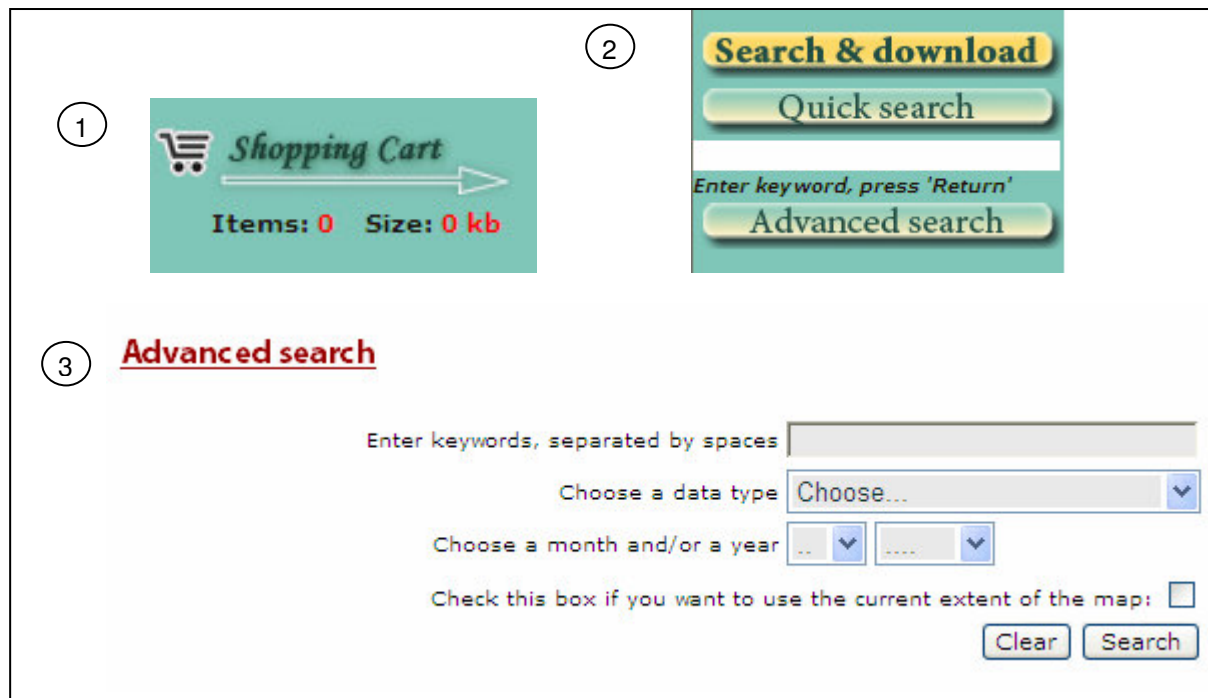 1
Shopping Cart
Items: 0 Size: 0 kb
2
Search & download
Quick search
Enter keyword, press 'Return'
Advanced search
3
Advanced search
Enter keywords, separated by spaces
Choose a data type Choose...
Choose a month and/or a year .. ....
Check this box if you want to use the current extent of the map:
Clear Search